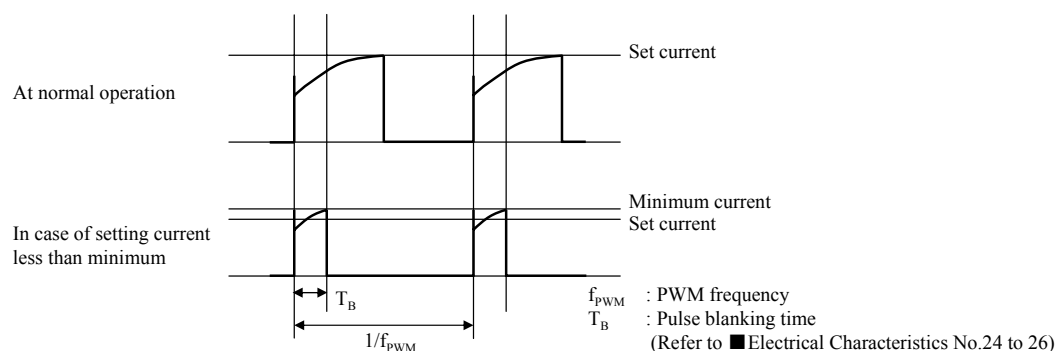 Set current
At normal operation
Minimum current
Set current
In case of setting current
less than minimum
T_B
1/f_PWM
f_PWM : PWM frequency
T_B : Pulse blanking time
(Refer to ■Electrical Characteristics No.24 to 26)